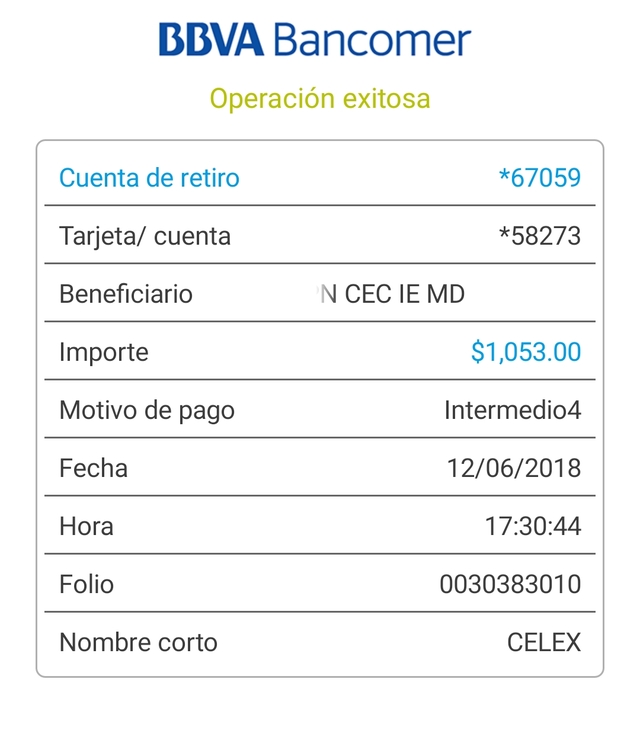 BBVA Bancomer
Operación exitosa
Cuenta de retiro *67059
Tarjeta/ cuenta *58273
Beneficiario CEC IE MD
Importe $1,053.00
Motivo de pago Intermedio4
Fecha 12/06/2018
Hora 17:30:44
Folio 0030383010
Nombre corto CELEX